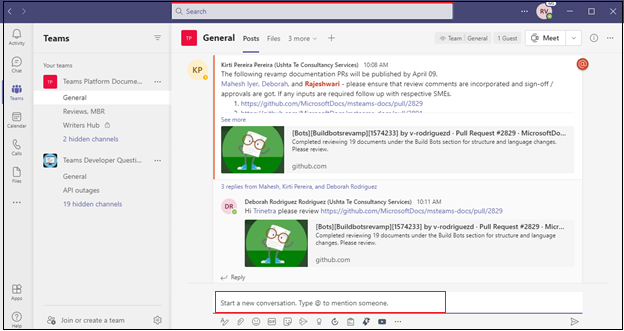 Search
RV
Activity
Chat
Teams
Calendar
Calls
Files
Apps
Help
Teams
Your teams
TP Teams Platform Docume...
General
Reviews, MBR
Writers Hub
2 hidden channels
Teams Developer Questi...
General
API outages
19 hidden channels
Join or create a team
TP General Posts Files 3 more
Team | General 1 Guest Meet
KP
Kirti Pereira Pereira (Ushta Te Consultancy Services) 10:08 AM
The following revamp documentation PRs will be published by April 09.
Mahesh Iyer, Deborah, and Rajeshwari - please ensure that review comments are incorporated and sign-off /
approvals are got. If any inputs are required follow up with respective SMEs.
1. https://github.com/MicrosoftDocs/msteams-docs/pull/2829
See more
[Bots][Buildbotsrevamp][1574233] by v-rodriguezd · Pull Request #2829 · MicrosoftDo...
Completed reviewing 19 documents under the Build Bots section for structure and language changes.
Please review.
github.com
3 replies from Mahesh, Kirti Pereira, and Deborah Rodriguez
DR
Deborah Rodriguez Rodriguez (Ushta Te Consultancy Services) 10:11 AM
Hi Trinetra please review https://github.com/MicrosoftDocs/msteams-docs/pull/2829
[Bots][Buildbotsrevamp][1574233] by v-rodriguezd · Pull Request #2829 · Micr...
Completed reviewing 19 documents under the Build Bots section for structure and language
changes. Please review.
github.com
Reply
Start a new conversation. Type @ to mention someone.
GIF